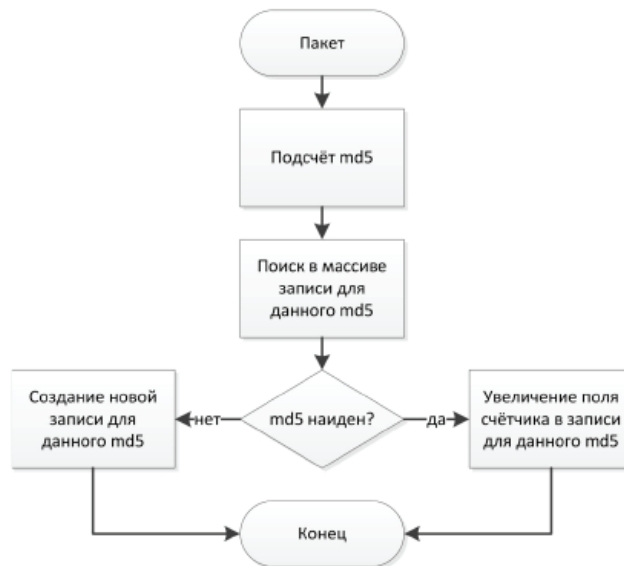 Пакет
Подсчёт md5
Поиск в массиве
записи для
данного md5
Создание новой
записи для
данного md5
нет
md5 наиден?
да
Увеличение поля
счётчика в записи
для данного md5
Конец